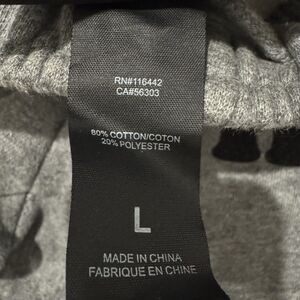 RN#116442
CA#56303
80% COTTON/COTON
20% POLYESTER
L
MADE IN CHINA
FABRIQUE EN CHINE